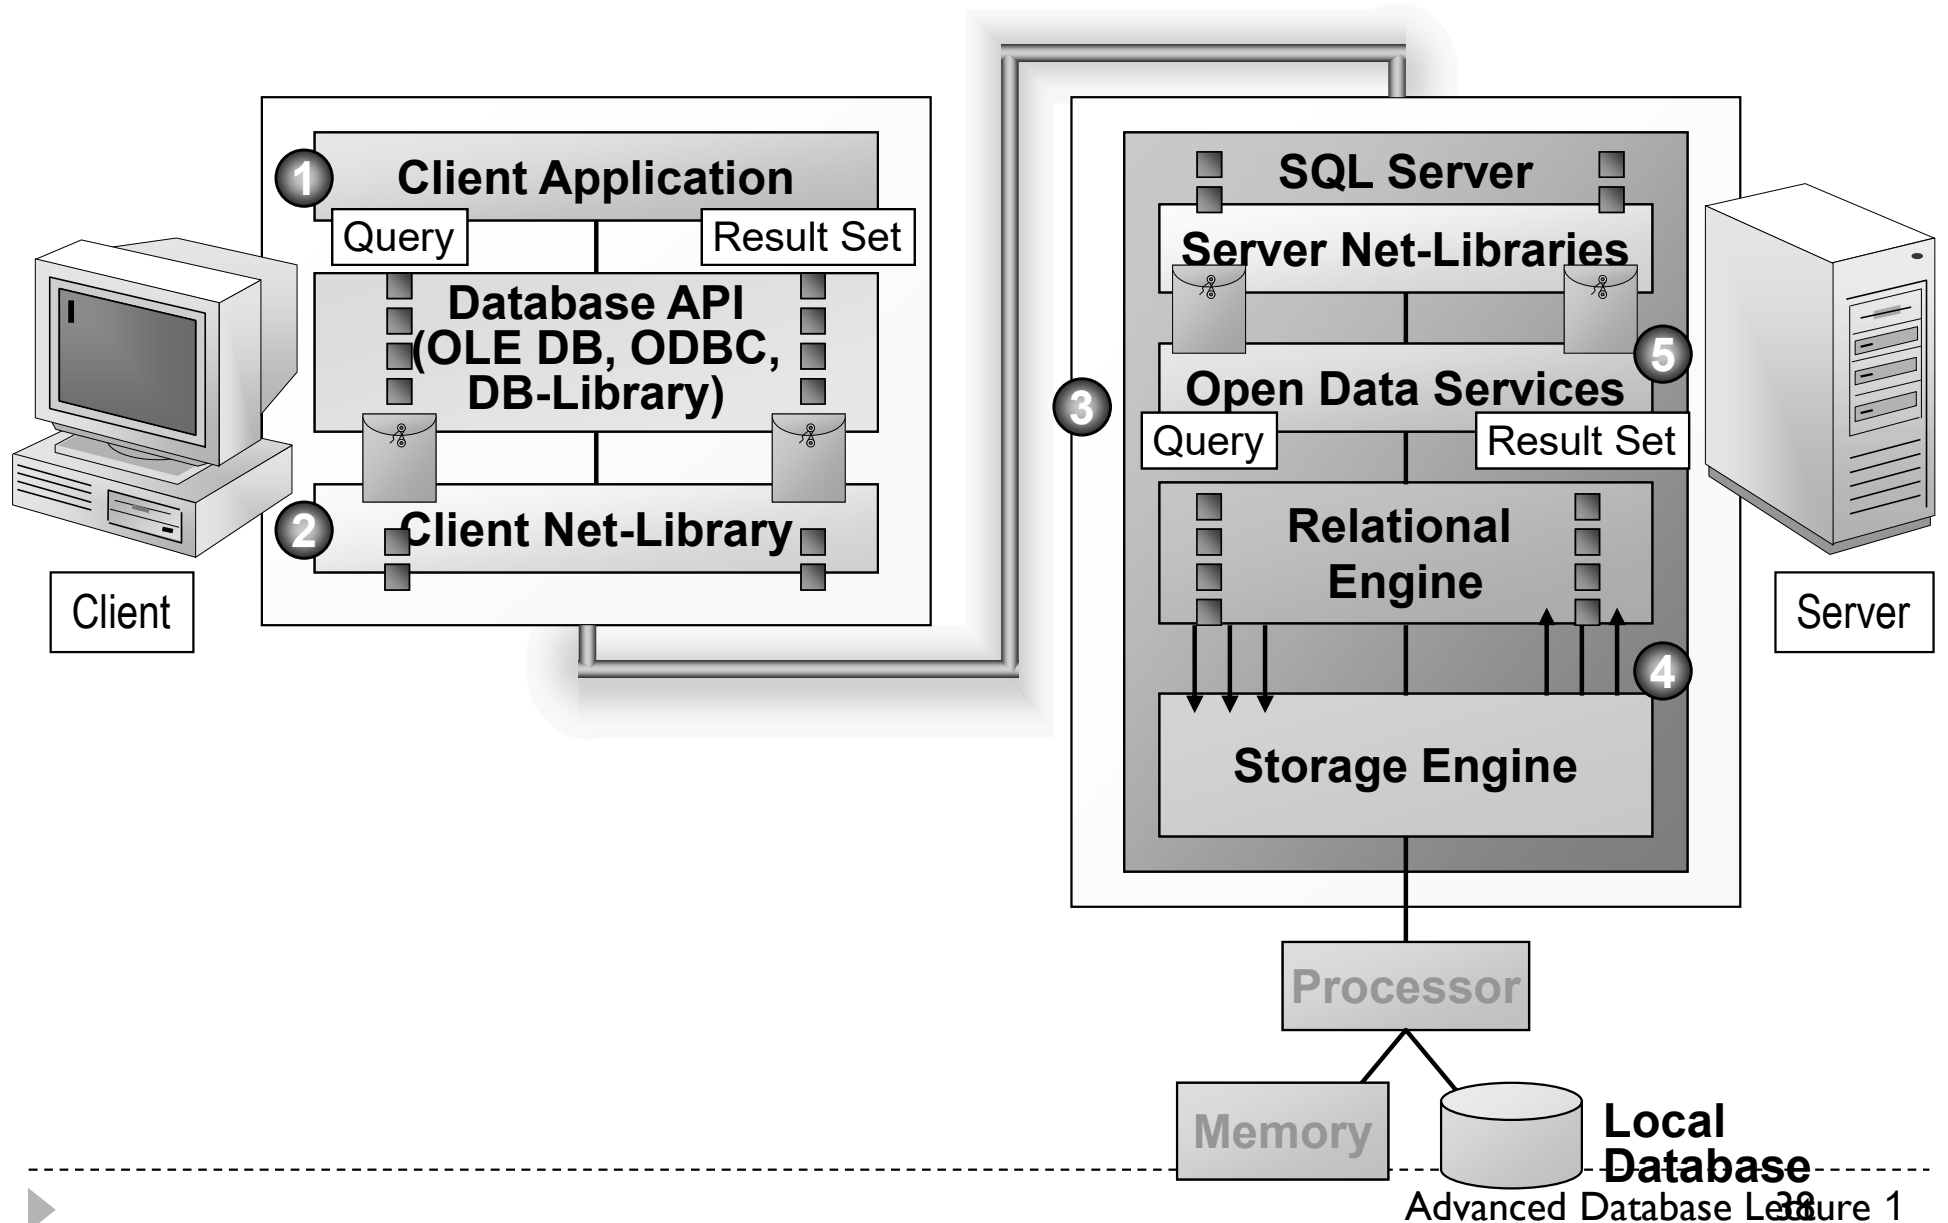 1
Client Application
Query
Result Set
Database API
(OLE DB, ODBC,
DB-Library)
2
Client Net-Library
Client
SQL Server
Server Net-Libraries
5
3
Open Data Services
Query
Result Set
Relational
Engine
4
Storage Engine
Server
Processor
Memory
Local
Database
Advanced Database Lecture 1
38